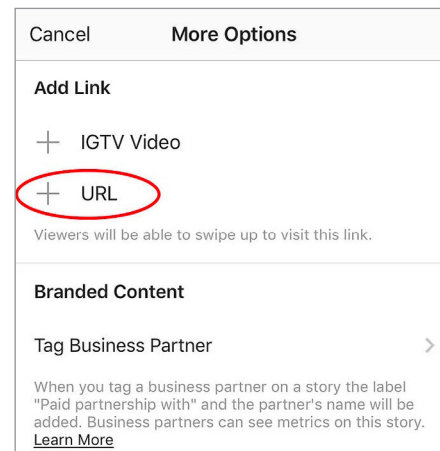 Cancel More Options
Add Link
+ IGTV Video
+ URL
Viewers will be able to swipe up to visit this link.
Branded Content
Tag Business Partner >
When you tag a business partner on a story the label
"Paid partnership with" and the partner's name will be
added. Business partners can see metrics on this story.
Learn More